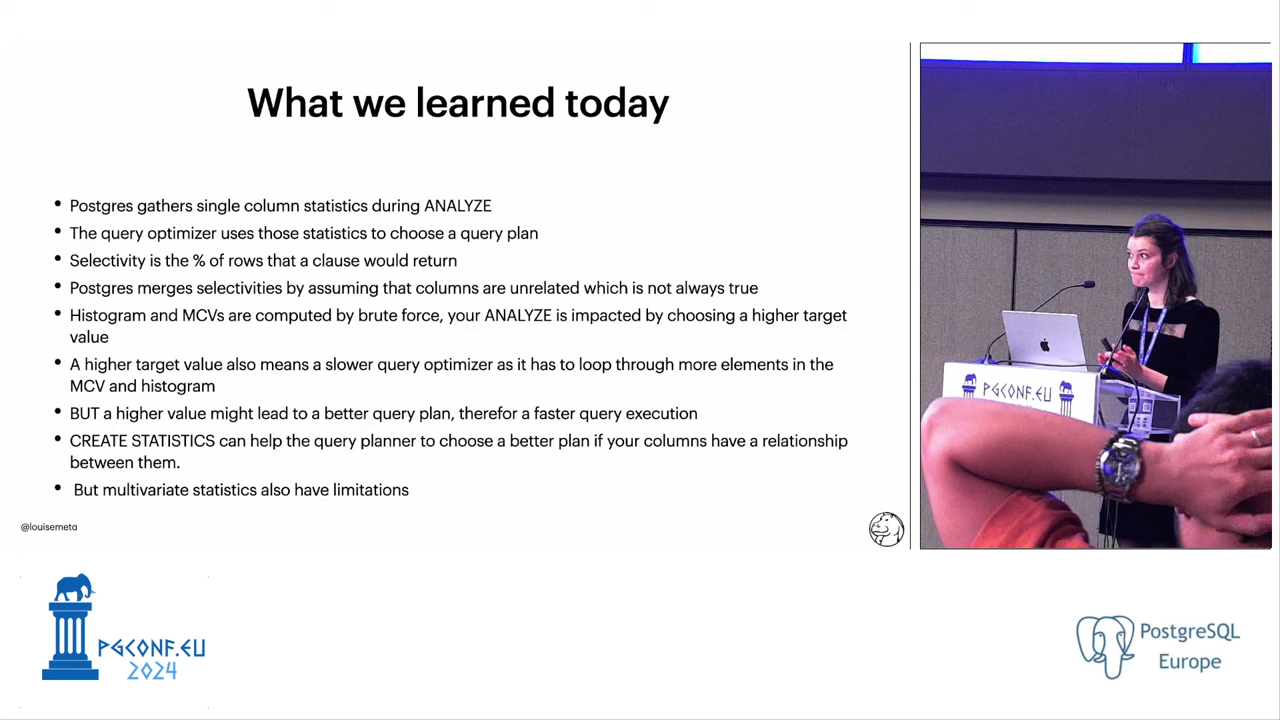 What we learned today
• Postgres gathers single column statistics during ANALYZE
• The query optimizer uses those statistics to choose a query plan
• Selectivity is the % of rows that a clause would return
• Postgres merges selectivities by assuming that columns are unrelated which is not always true
• Histogram and MCVs are computed by brute force, your ANALYZE is impacted by choosing a higher target
value
• A higher target value also means a slower query optimizer as it has to loop through more elements in the
MCV and histogram
• BUT a higher value might lead to a better query plan, therefor a faster query execution
• CREATE STATISTICS can help the query planner to choose a better plan if your columns have a relationship
between them.
• But multivariate statistics also have limitations
@louisemeta
PGCONF.EU
PGCONF.EU
2024
PostgreSQL
Europe